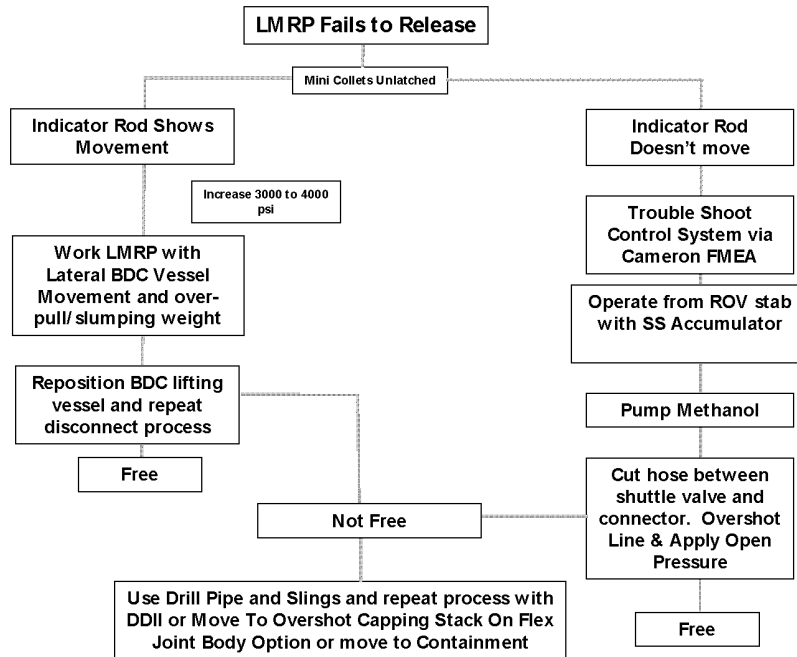 LMRP Fails to Release
Mini Collets Unlatched
Indicator Rod Shows
Movement
Increase 3000 to 4000
psi
Work LMRP with
Lateral BDC Vessel
Movement and over-
pull/slumping weight
Reposition BDC lifting
vessel and repeat
disconnect process
Free
Indicator Rod
Doesn't move
Trouble Shoot
Control System via
Cameron FMEA
Operate from ROV stab
with SS Accumulator
Pump Methanol
Cut hose between
shuttle valve and
connector. Overshot
Line & Apply Open
Pressure
Free
Not Free
Use Drill Pipe and Slings and repeat process with
DDII or Move To Overshot Capping Stack On Flex
Joint Body Option or move to Containment